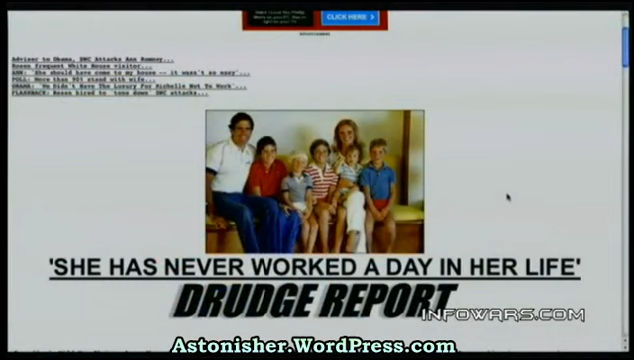 CLICK HERE
ADVERTISEMENT
Adviser to Obama, DNC Attacks Ann Romney...
Rosen frequent White House visitor...
ANN: 'She should have come to my house -- it wasn't so easy'...
POLL: More than 90% stand with wife...
OBAMA: 'We Didn't Have The Luxury For Michelle Not To Work'...
FLASHBACK: Rosen hired to 'tone down' DNC attacks...
'SHE HAS NEVER WORKED A DAY IN HER LIFE'
DRUDGE REPORT
INFOWARS.COM
Astonisher.WordPress.com